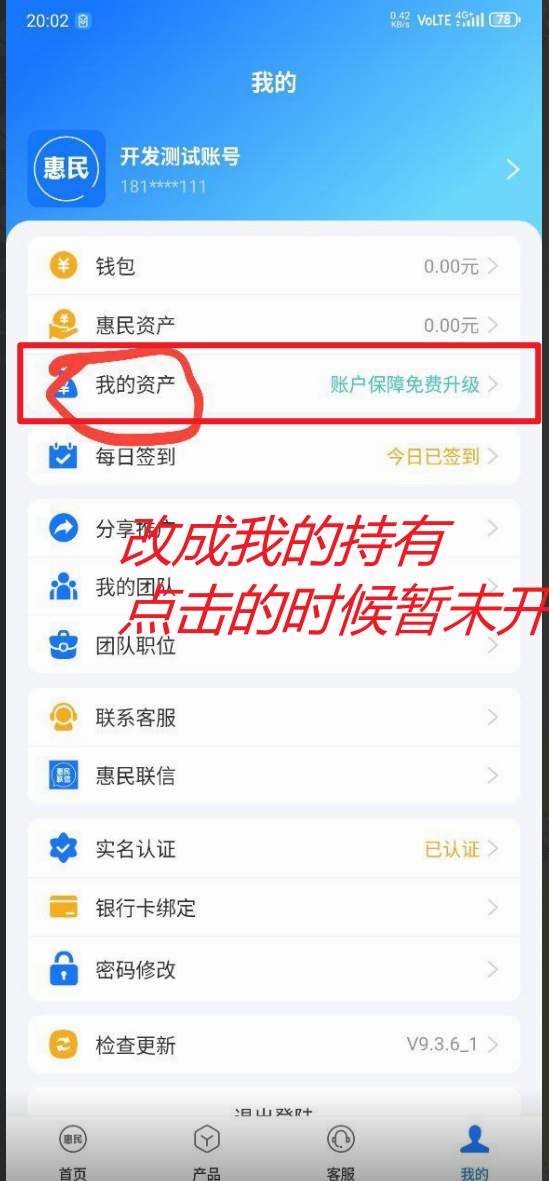 20:02
0.42 KB/s VoLTE 4G+ 78
我的
惠民
开发测试账号
181****111
钱包 0.00元
惠民资产 0.00元
我的资产 账户保障免费升级
每日签到 今日已签到
分享推广
改成我的持有
我的团队
点击的时候暂未开
团队职位
联系客服
惠民联信
实名认证 已认证
银行卡绑定
密码修改
检查更新 V9.3.6_1
退出登陆
惠民
首页 产品 客服 我的